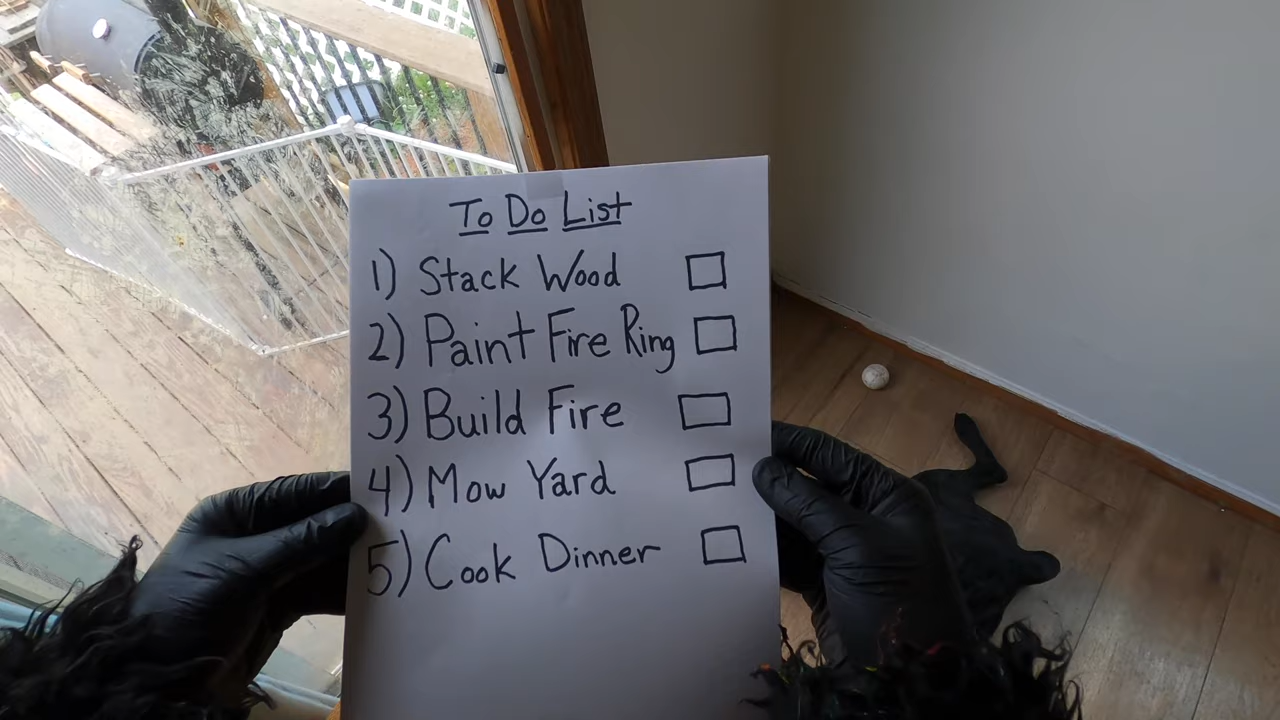 To Do List
1) Stack Wood
2) Paint Fire Ring
3) Build Fire
4) Mow Yard
5) Cook Dinner